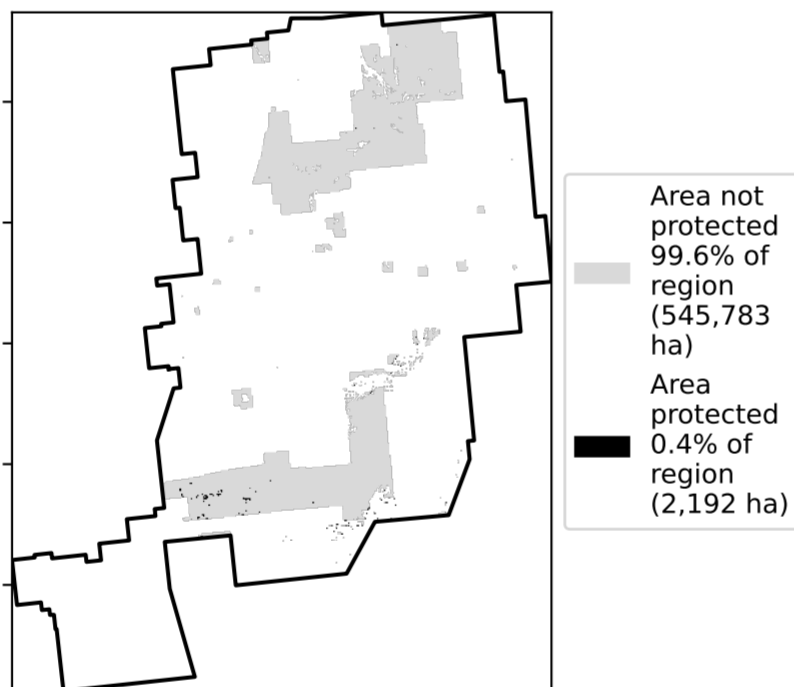 Area not
protected
99.6% of
region
(545,783
ha)
Area
protected
0.4% of
region
(2,192 ha)